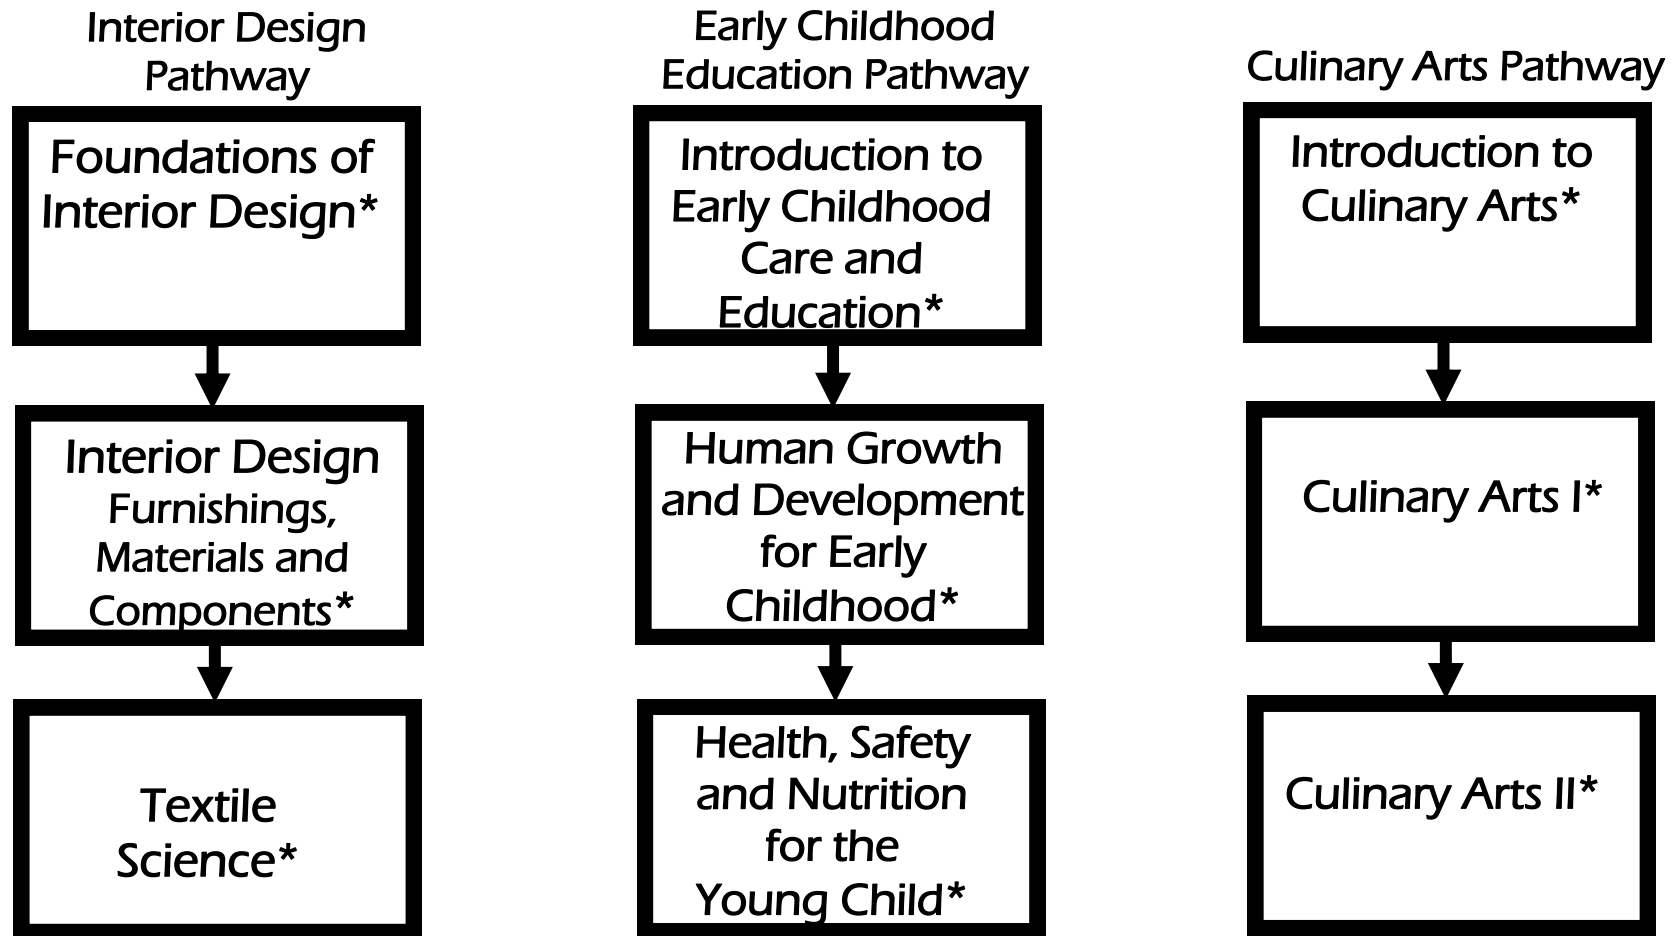 Interior Design
Pathway
Foundations of
Interior Design*
Interior Design
Furnishings,
Materials and
Components*
Textile
Science*
Early Childhood
Education Pathway
Introduction to
Early Childhood
Care and
Education*
Human Growth
and Development
for Early
Childhood*
Health, Safety
and Nutrition
for the
Young Child*
Culinary Arts Pathway
Introduction to
Culinary Arts*
Culinary Arts I*
Culinary Arts II*